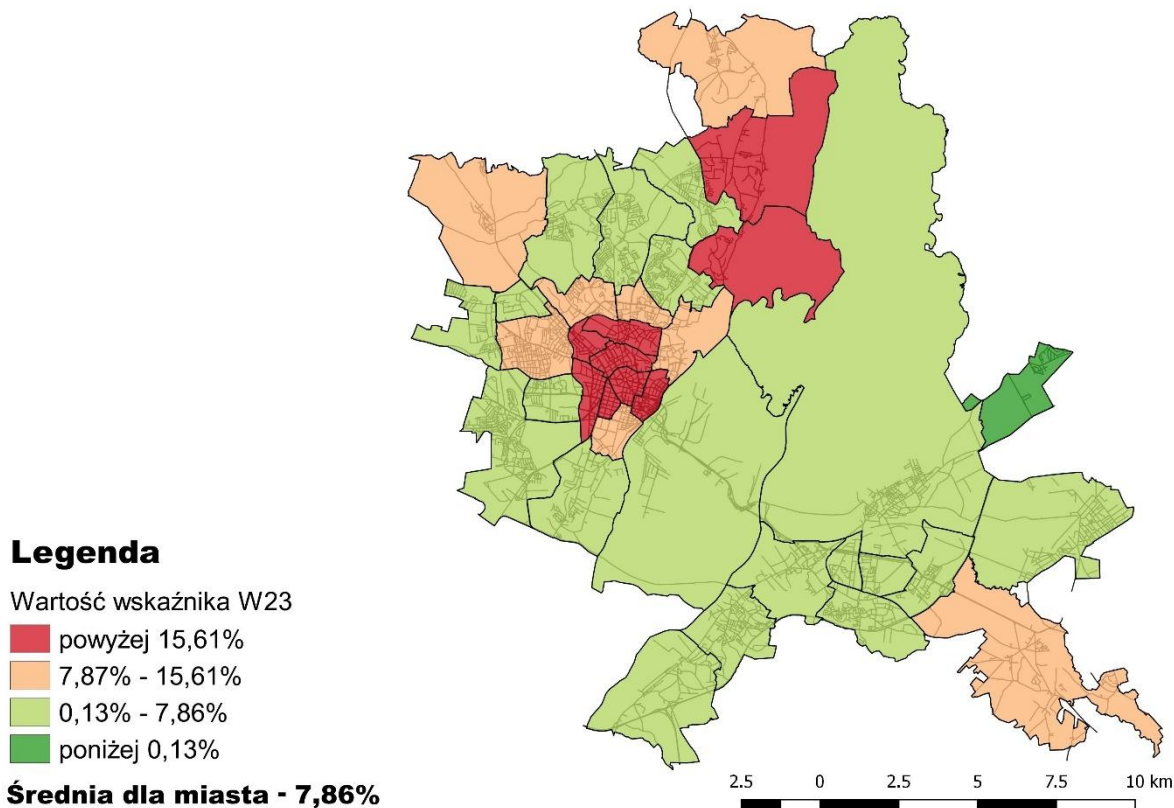 Legenda
Wartość wskaźnika W23
powyżej 15,61%
7,87% - 15,61%
0,13% - 7,86%
poniżej 0,13%
Średnia dla miasta - 7,86%
2.5 0 2.5 5 7.5 10 km